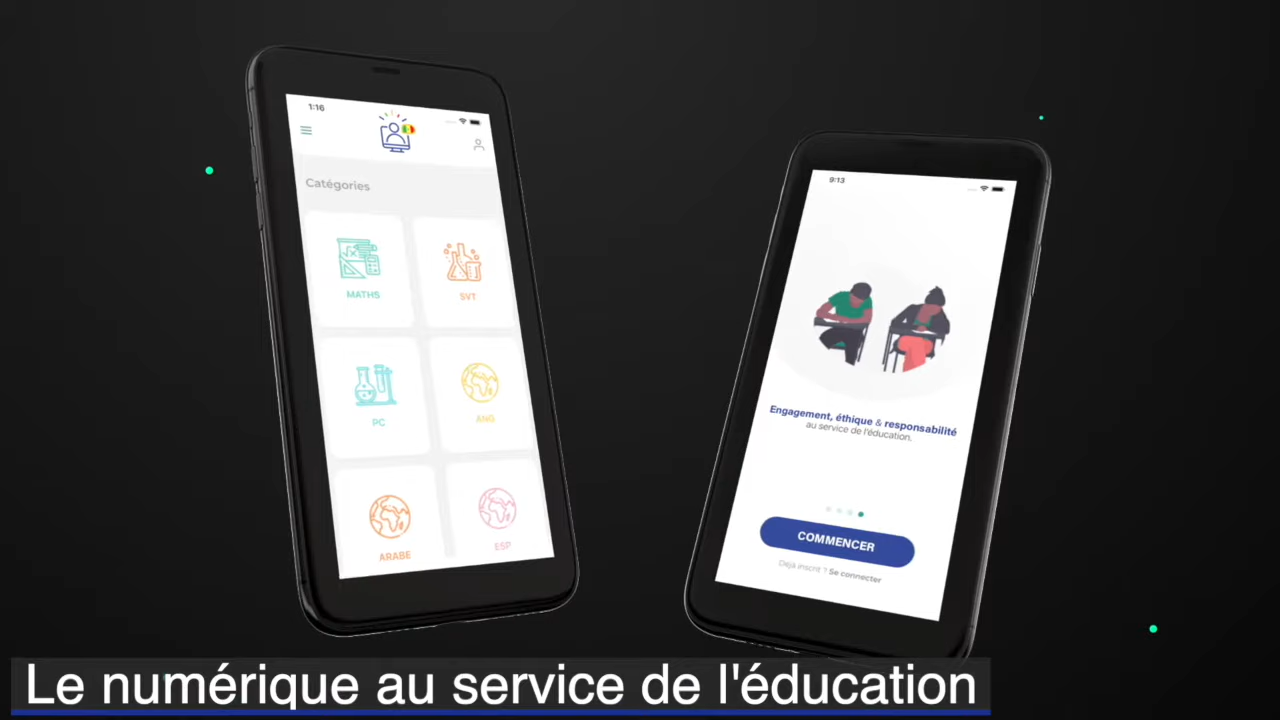 1:16
Catégories
MATHS
SVT
PC
ANG
ARABE
ESP
9:13
Engagement, éthique & responsabilité
au service de l'éducation.
COMMENCER
Déjà inscrit ? Se connecter
Le numérique au service de l'éducation